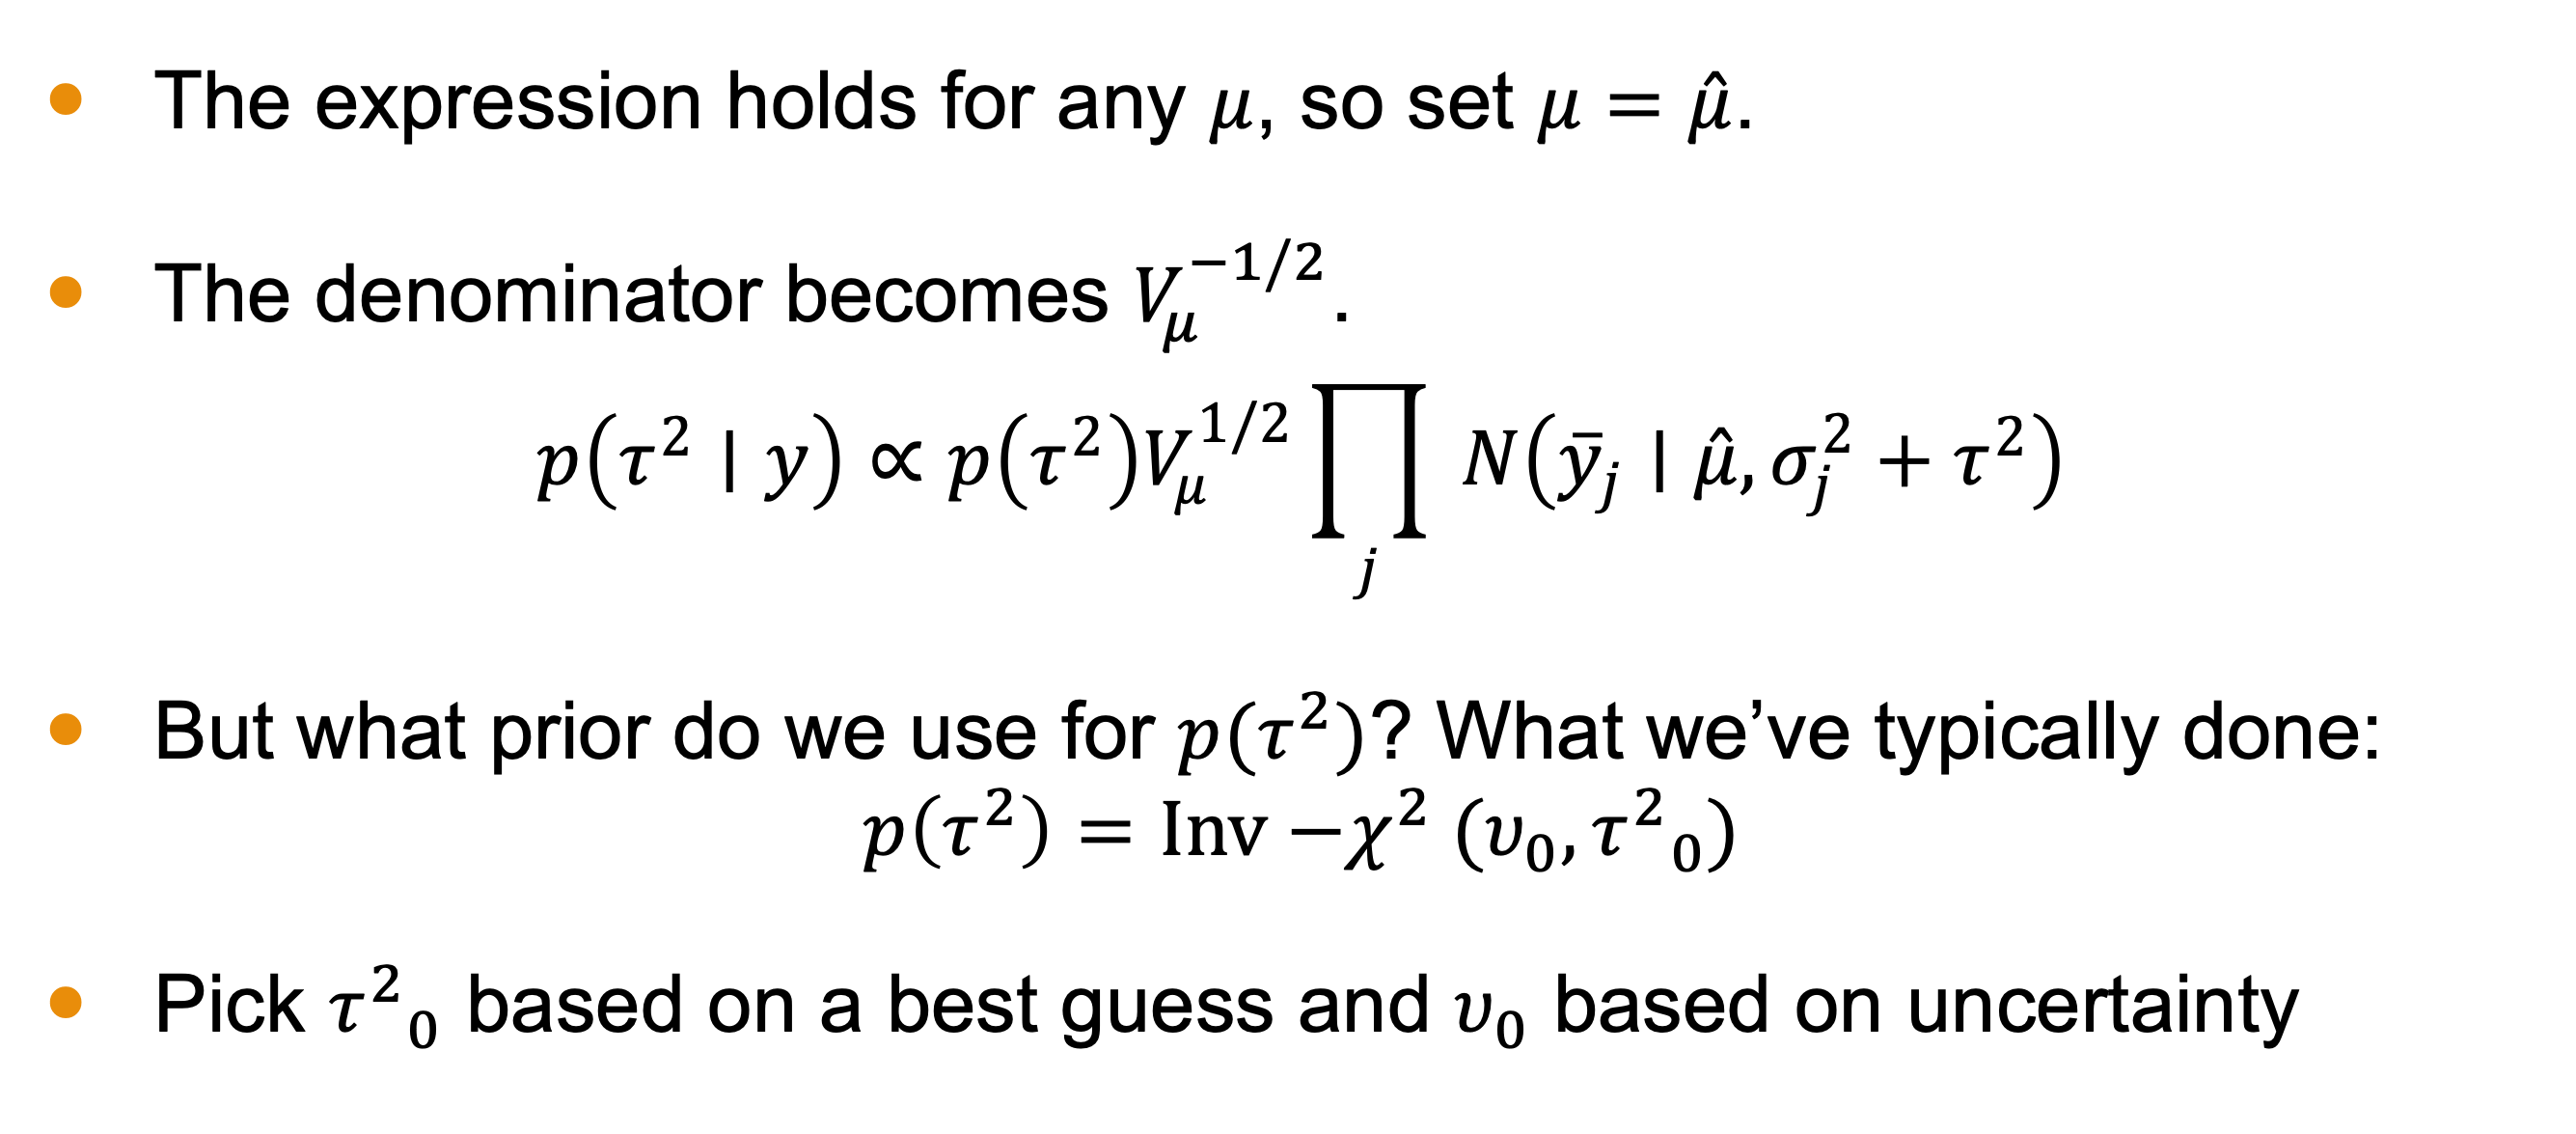 • The expression holds for any μ, so set μ = μ̂.
• The denominator becomes V_μ^{−1/2}.
p(τ² | y) ∝ p(τ²)V_μ^{1/2} ∏_j N(ȳ_j | μ̂, σ_j² + τ²)
• But what prior do we use for p(τ²)? What we’ve typically done:
p(τ²) = Inv −χ² (υ₀, τ²₀)
• Pick τ²₀ based on a best guess and υ₀ based on uncertainty